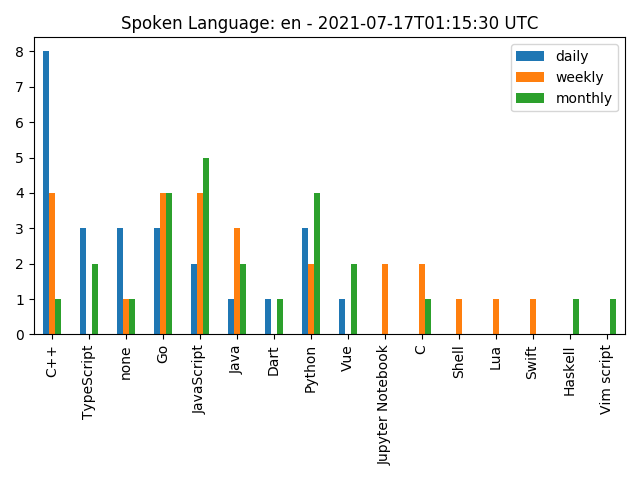 Spoken Language: en - 2021-07-17T01:15:30 UTC
daily
weekly
monthly
8
7
6
5
4
3
2
1
0
C++
TypeScript
none
Go
JavaScript
Java
Dart
Python
Vue
Jupyter Notebook
C
Shell
Lua
Swift
Haskell
Vim script